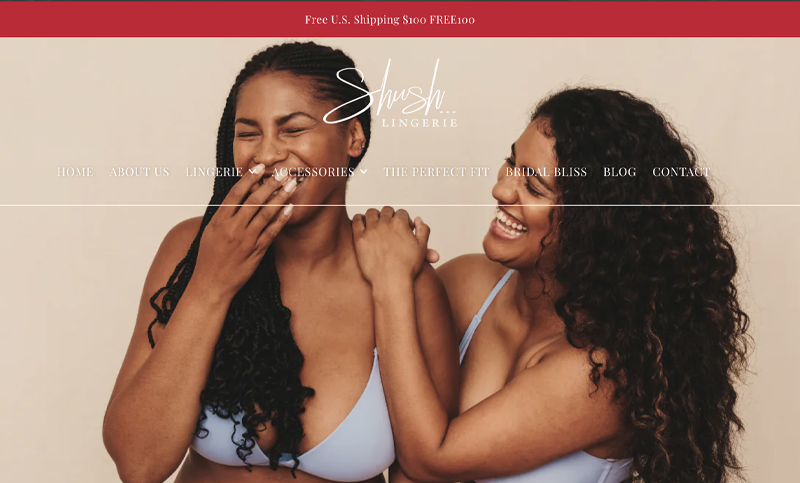 Free U.S. Shipping $100 FREE100
Shush...
LINGERIE
HOME ABOUT US LINGERIE ACCESSORIES THE PERFECT FIT BRIDAL BLISS BLOG CONTACT